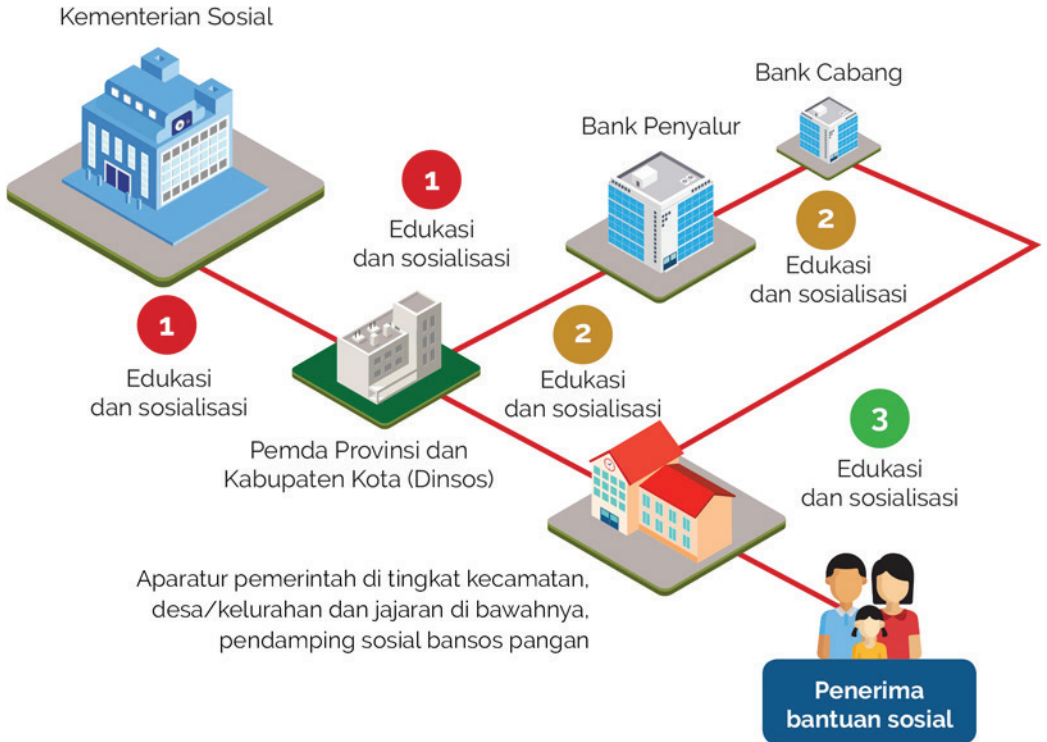 Kementerian Sosial
Bank Cabang
Bank Penyalur
1
Edukasi
dan sosialisasi
2
Edukasi
dan sosialisasi
1
Edukasi
dan sosialisasi
2
Edukasi
dan sosialisasi
Pemda Provinsi dan
Kabupaten Kota (Dinsos)
3
Edukasi
dan sosialisasi
Aparatur pemerintah di tingkat kecamatan,
desa/kelurahan dan jajaran di bawahnya,
pendamping sosial bansos pangan
Penerima
bantuan sosial